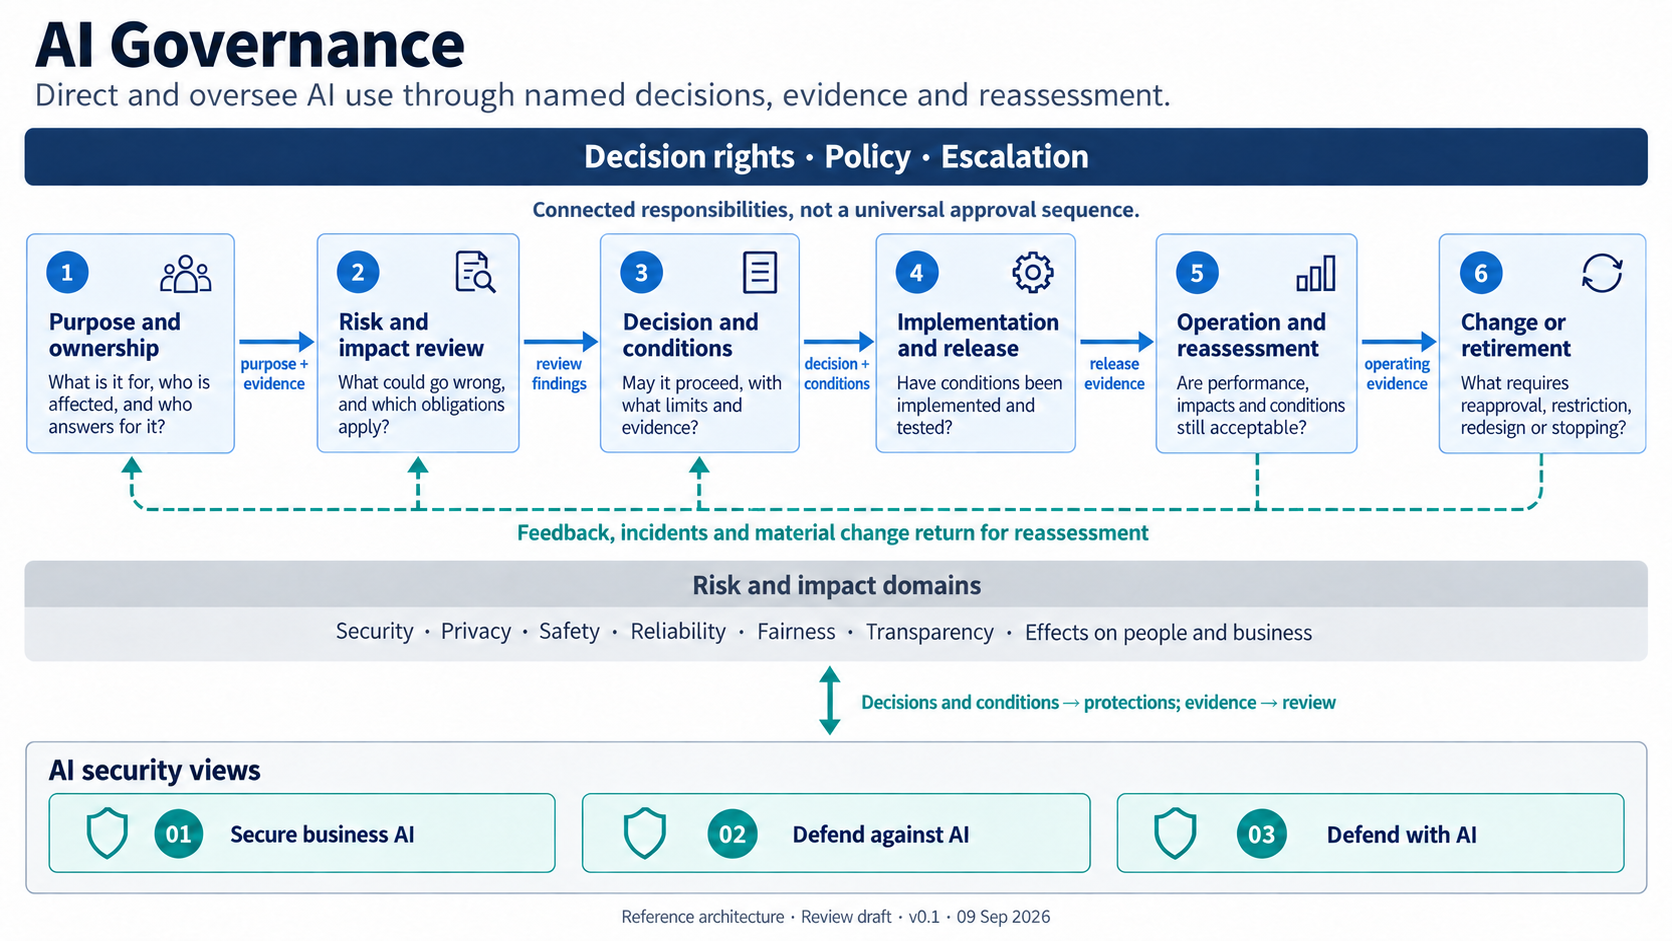 AI Governance
Direct and oversee AI use through named decisions, evidence and reassessment.
Decision rights · Policy · Escalation
Connected responsibilities, not a universal approval sequence.
1
Purpose and
ownership
What is it for, who is
affected, and who
answers for it?
purpose +
evidence
2
Risk and
impact review
What could go wrong,
and which obligations
apply?
review
findings
3
Decision and
conditions
May it proceed, with
what limits and
evidence?
decision +
conditions
4
Implementation
and release
Have conditions been
implemented and
tested?
release
evidence
5
Operation and
reassessment
Are performance,
impacts and conditions
still acceptable?
operating
evidence
6
Change or
retirement
What requires
reapproval, restriction,
redesign or stopping?
Feedback, incidents and material change return for reassessment
Risk and impact domains
Security · Privacy · Safety · Reliability · Fairness · Transparency · Effects on people and business
Decisions and conditions → protections; evidence → review
AI security views
01 Secure business AI
02 Defend against AI
03 Defend with AI
Reference architecture · Review draft · v0.1 · 09 Sep 2026